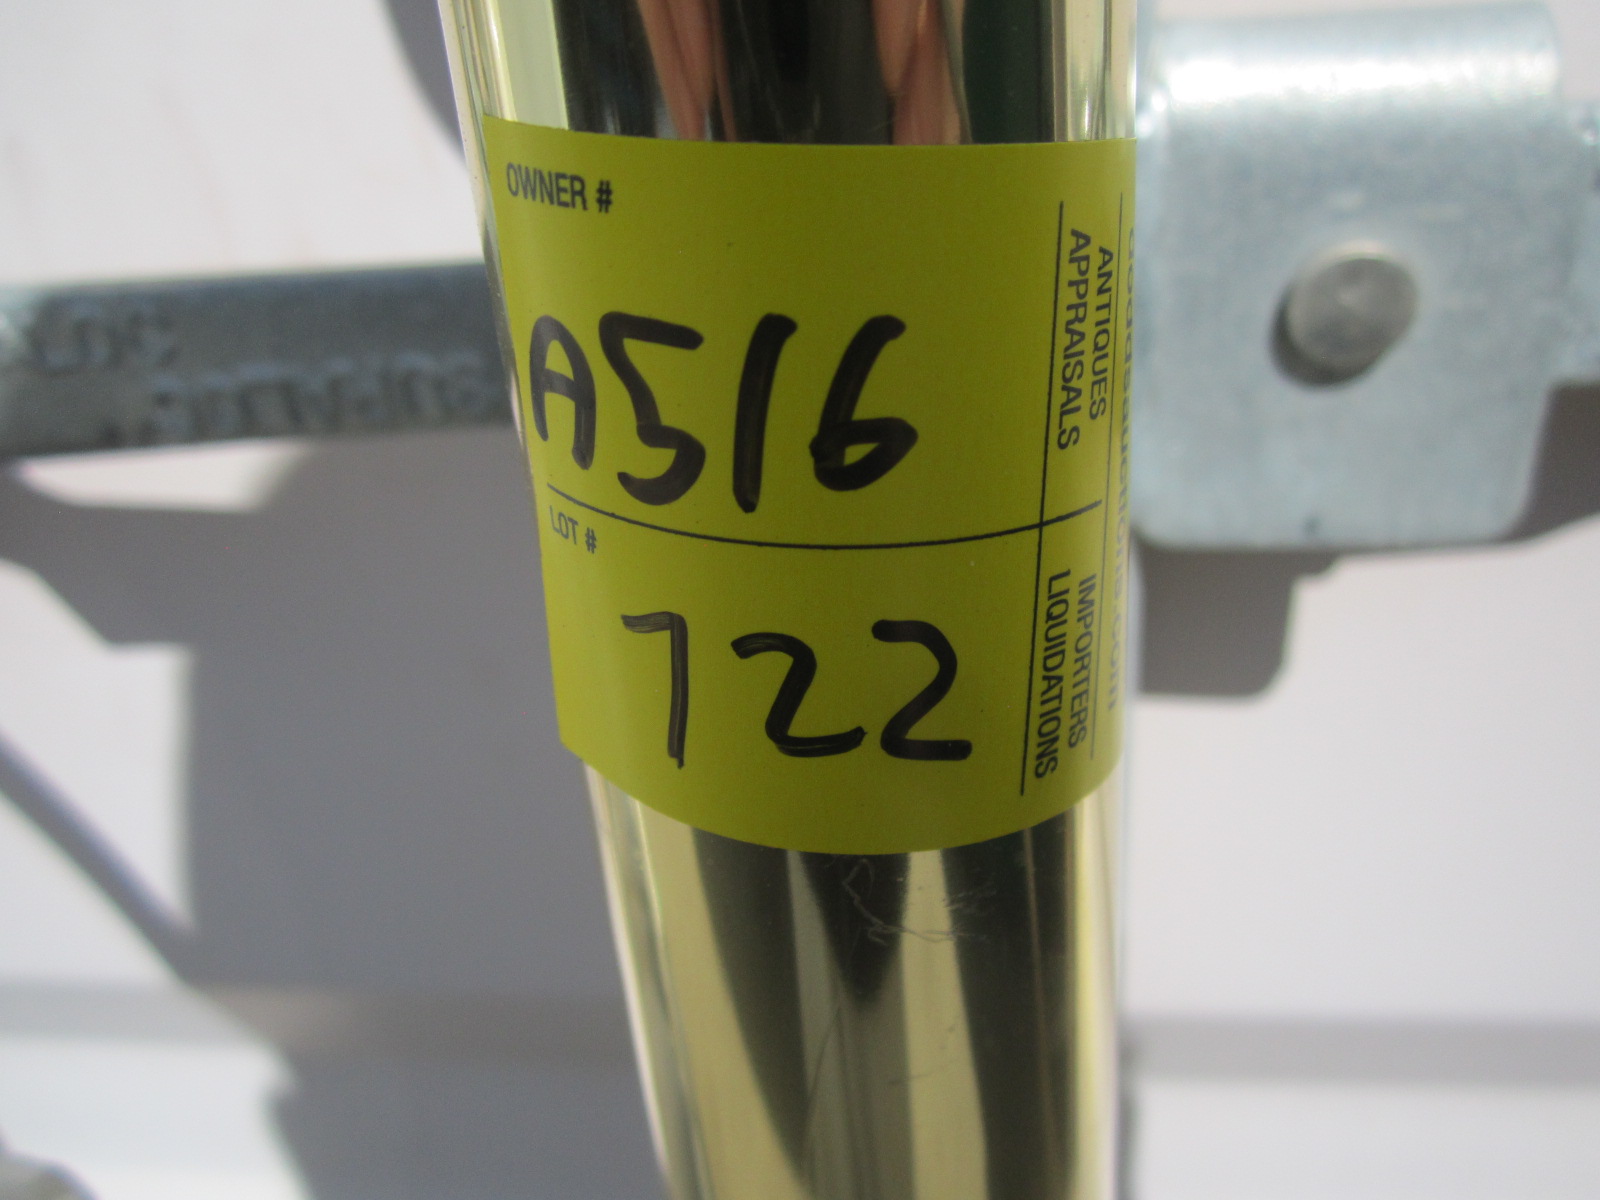 OWNER #
A516
LOT #
722
ANTIQUES
APPRAISALS
IMPORTERS
LIQUIDATIONS